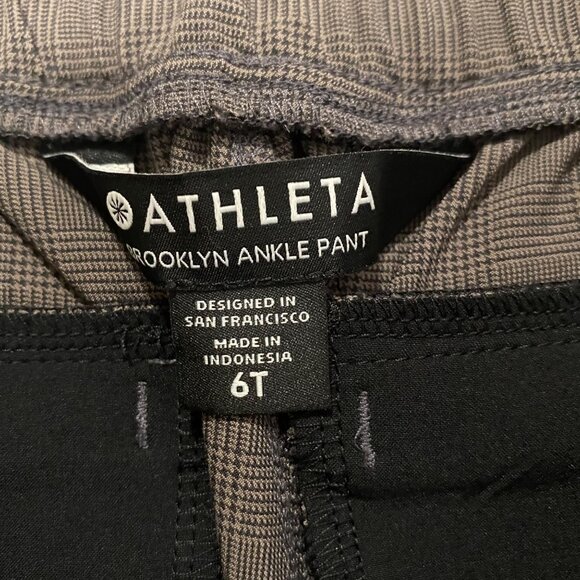 ATHLETA
BROOKLYN ANKLE PANT
DESIGNED IN
SAN FRANCISCO
MADE IN
INDONESIA
6T